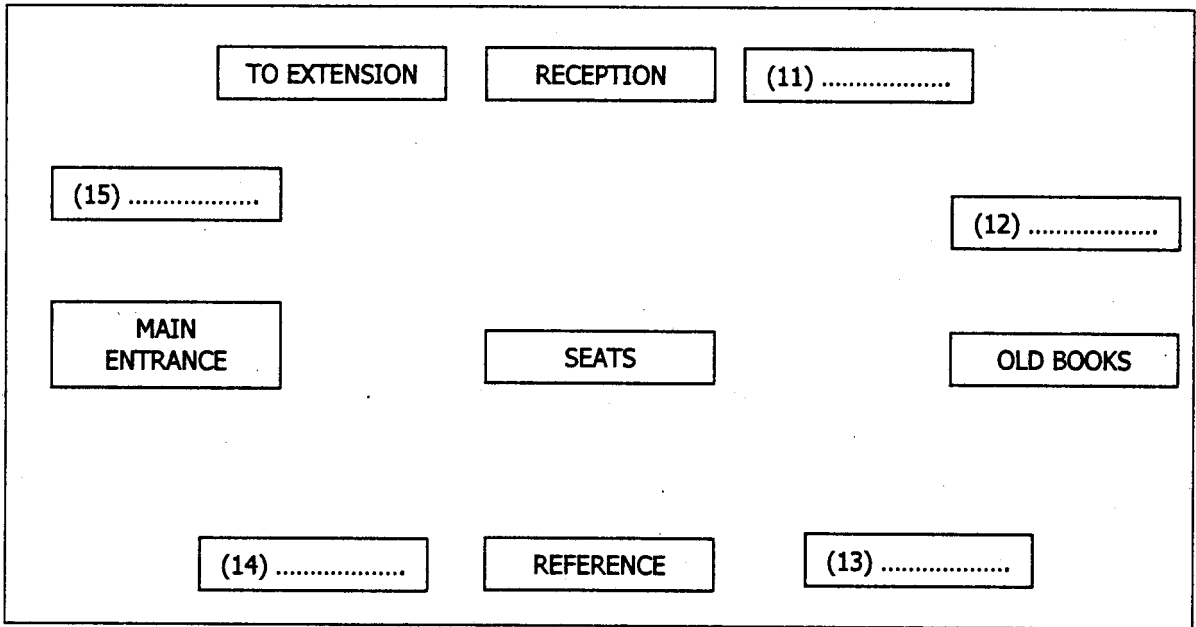 TO EXTENSION
RECEPTION
(11) ...................
(15) ...................
(12) ...................
MAIN
ENTRANCE
SEATS
OLD BOOKS
(14) ...................
REFERENCE
(13) ...................